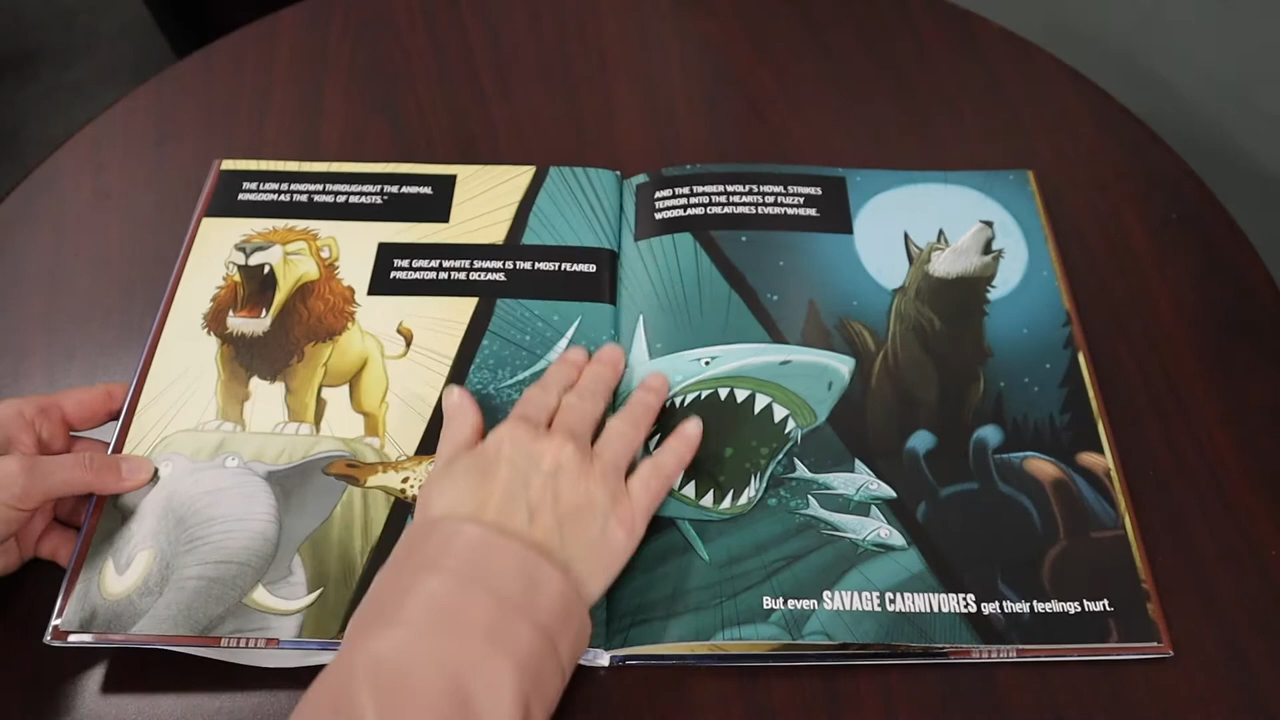 THE LION IS KNOWN THROUGHOUT THE ANIMAL
KINGDOM AS THE "KING OF BEASTS."
THE GREAT WHITE SHARK IS THE MOST FEARED
PREDATOR IN THE OCEANS.
AND THE TIMBER WOLF'S HOWL STRIKES
TERROR INTO THE HEARTS OF FUZZY
WOODLAND CREATURES EVERYWHERE.
But even SAVAGE CARNIVORES get their feelings hurt.